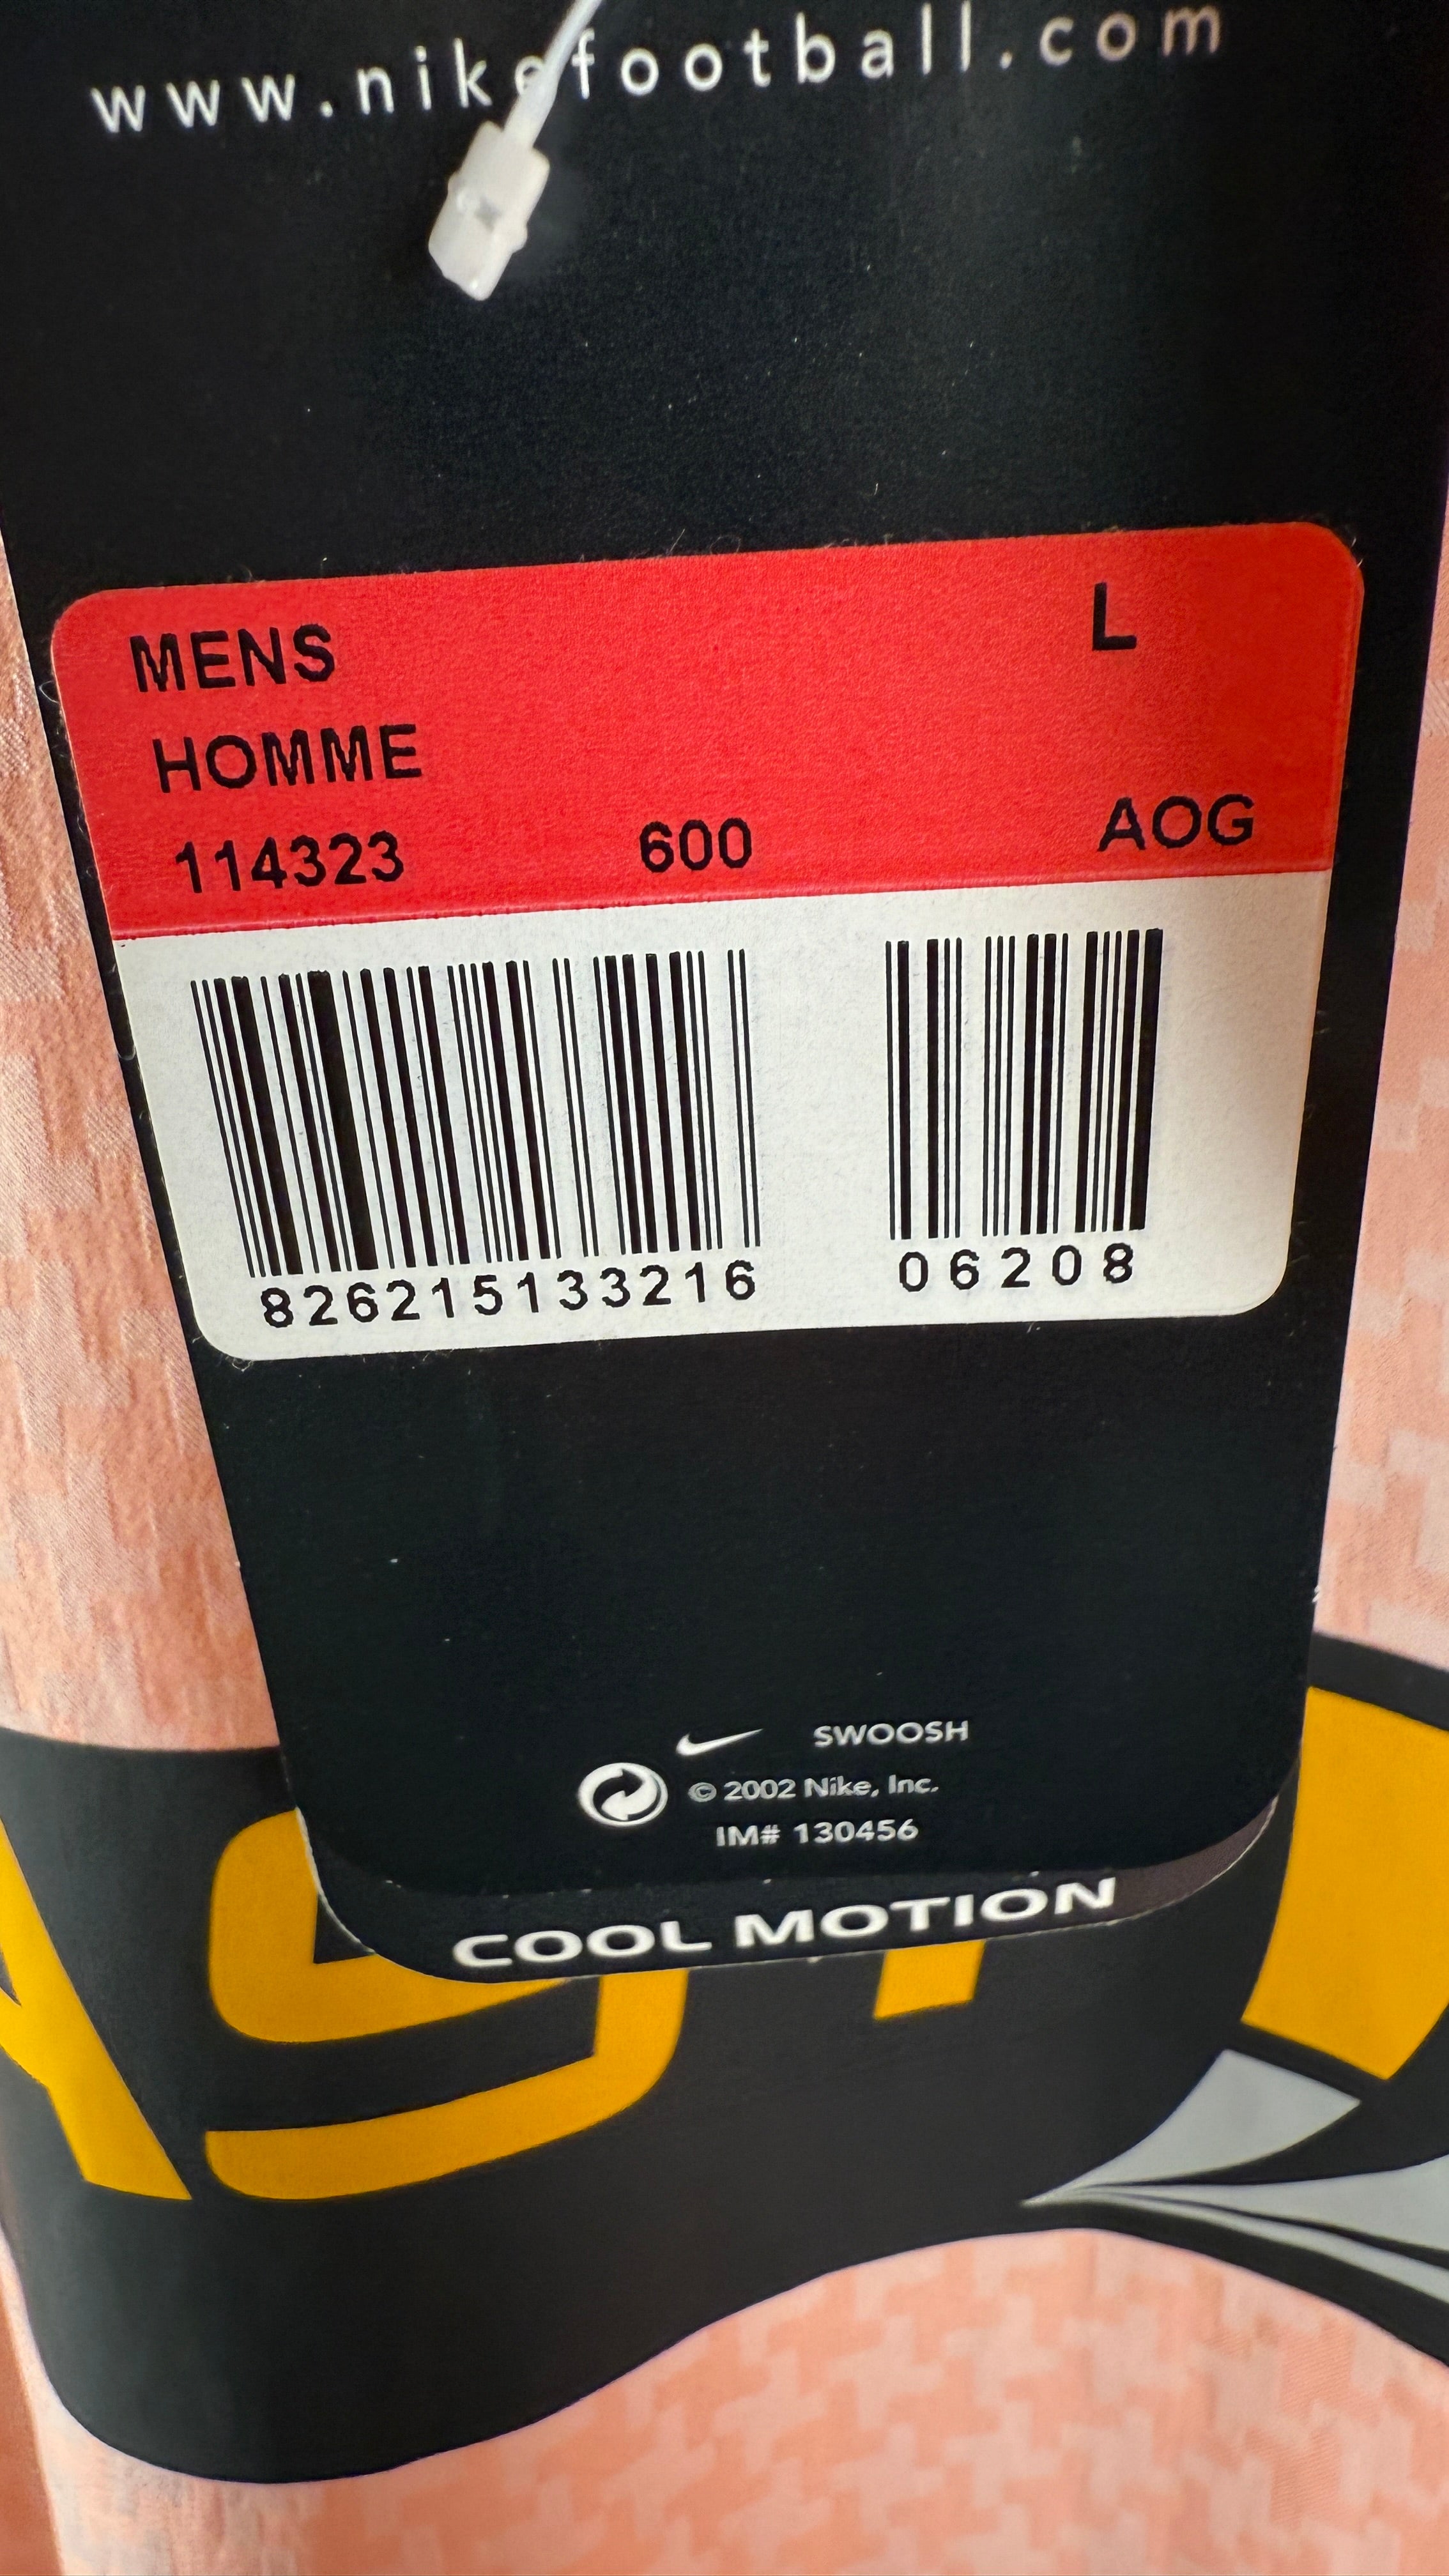 www.nikefootball.com
MENS L
HOMME
114323 600 AOG
826215133216 06208
SWOOSH
© 2002 Nike, Inc.
IM# 130456
COOL MOTION